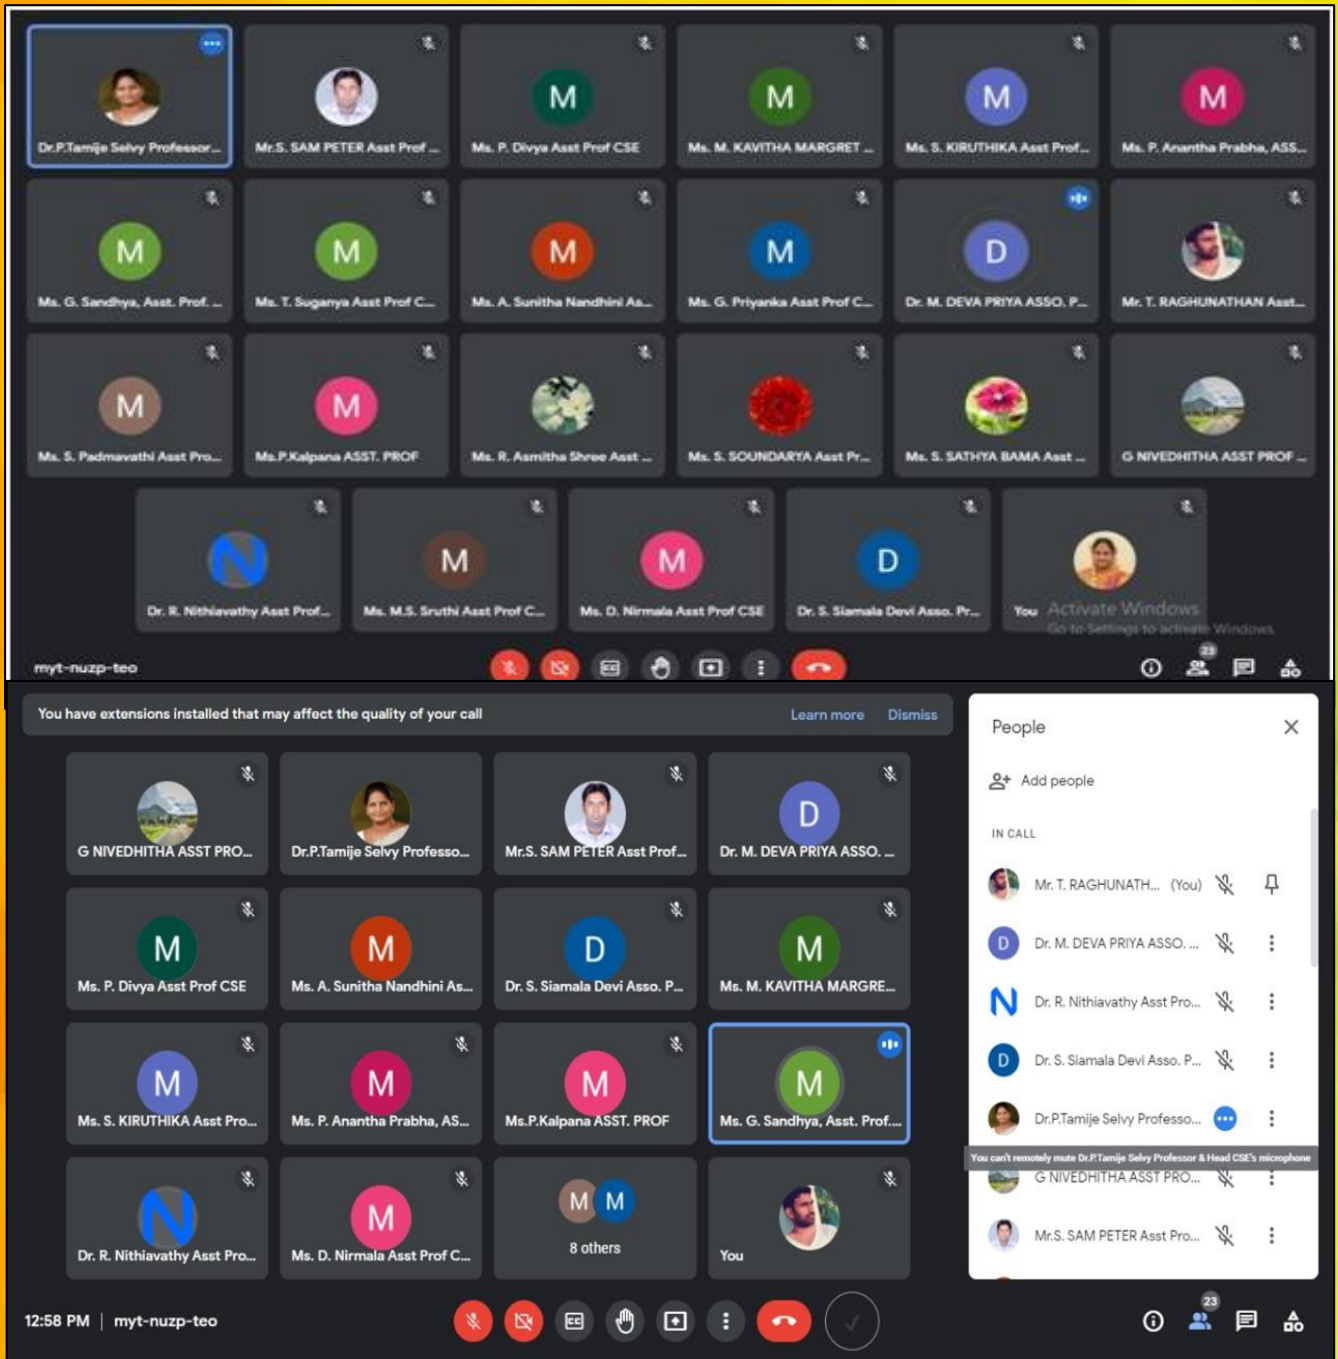 Dr.P.Tamije Selvy Professor...
Mr.S. SAM PETER Asst Prof ...
M
Ms. P. Divya Asst Prof CSE
M
Ms. M. KAVITHA MARGRET ...
M
Ms. S. KIRUTHIKA Asst Prof...
M
Ms. P. Anantha Prabha, ASS...
M
Ms. G. Sandhya, Asst. Prof. ...
M
Ms. T. Suganya Asst Prof C...
M
Ms. A. Sunitha Nandhini As...
M
Ms. G. Priyanka Asst Prof C...
D
Dr. M. DEVA PRIYA ASSO. P...
Mr. T. RAGHUNATHAN Asst...
M
Ms. S. Padmavathi Asst Pro...
M
Ms.P.Kalpana ASST. PROF
Ms. R. Asmitha Shree Asst ...
Ms. S. SOUNDARYA Asst Pr...
Ms. S. SATHYA BAMA Asst ...
G NIVEDHITHA ASST PROF ...
N
Dr. R. Nithiavathy Asst Prof...
M
Ms. M.S. Sruthi Asst Prof C...
M
Ms. D. Nirmala Asst Prof CSE
D
Dr. S. Siamala Devi Asso. Pr...
You
Activate Windows
Go to Settings to activate Windows.
myt-nuzp-teo
CC
23
You have extensions installed that may affect the quality of your call
Learn more
Dismiss
G NIVEDHITHA ASST PRO...
Dr.P.Tamije Selvy Professo...
Mr.S. SAM PETER Asst Prof...
D
Dr. M. DEVA PRIYA ASSO. ...
M
Ms. P. Divya Asst Prof CSE
M
Ms. A. Sunitha Nandhini As...
D
Dr. S. Siamala Devi Asso. P...
M
Ms. M. KAVITHA MARGRE...
M
Ms. S. KIRUTHIKA Asst Pro...
M
Ms. P. Anantha Prabha, AS...
M
Ms.P.Kalpana ASST. PROF
M
Ms. G. Sandhya, Asst. Prof....
N
Dr. R. Nithiavathy Asst Pro...
M
Ms. D. Nirmala Asst Prof C...
M M
8 others
You
12:58 PM | myt-nuzp-teo
CC
People
Add people
IN CALL
Mr. T. RAGHUNATH... (You)
D
Dr. M. DEVA PRIYA ASSO. ...
N
Dr. R. Nithiavathy Asst Pro...
D
Dr. S. Siamala Devi Asso. P...
Dr.P.Tamije Selvy Professo...
You can't remotely mute Dr.P.Tamije Selvy Professor & Head CSE's microphone
G NIVEDHITHA ASST PRO...
Mr.S. SAM PETER Asst Pro...
23